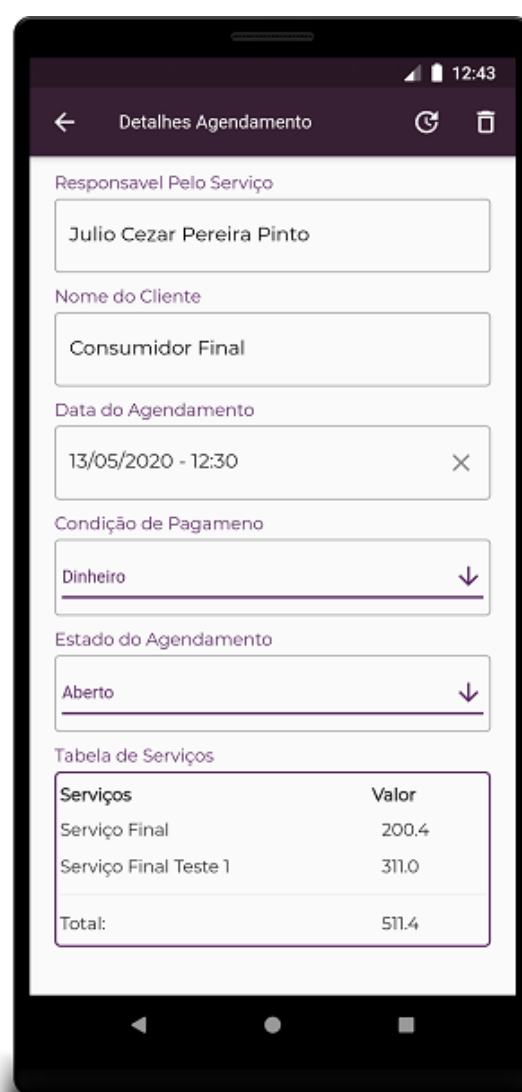 12:43
Detalhes Agendamento
Responsavel Pelo Serviço
Julio Cezar Pereira Pinto
Nome do Cliente
Consumidor Final
Data do Agendamento
13/05/2020 - 12:30
Condição de Pagameno
Dinheiro
Estado do Agendamento
Aberto
Tabela de Serviços
Serviços Valor
Serviço Final 200.4
Serviço Final Teste 1 311.0
Total: 511.4